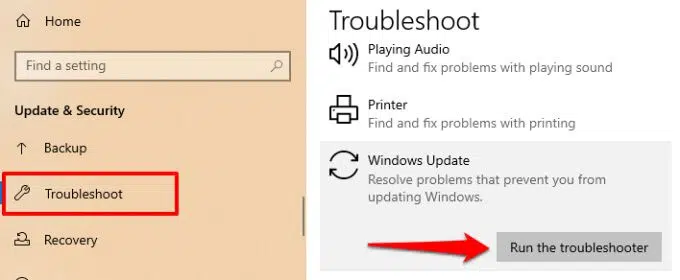 Home
Find a setting
Update & Security
Backup
Troubleshoot
Recovery
Troubleshoot
Playing Audio
Find and fix problems with playing sound
Printer
Find and fix problems with printing
Windows Update
Resolve problems that prevent you from
updating Windows.
Run the troubleshooter